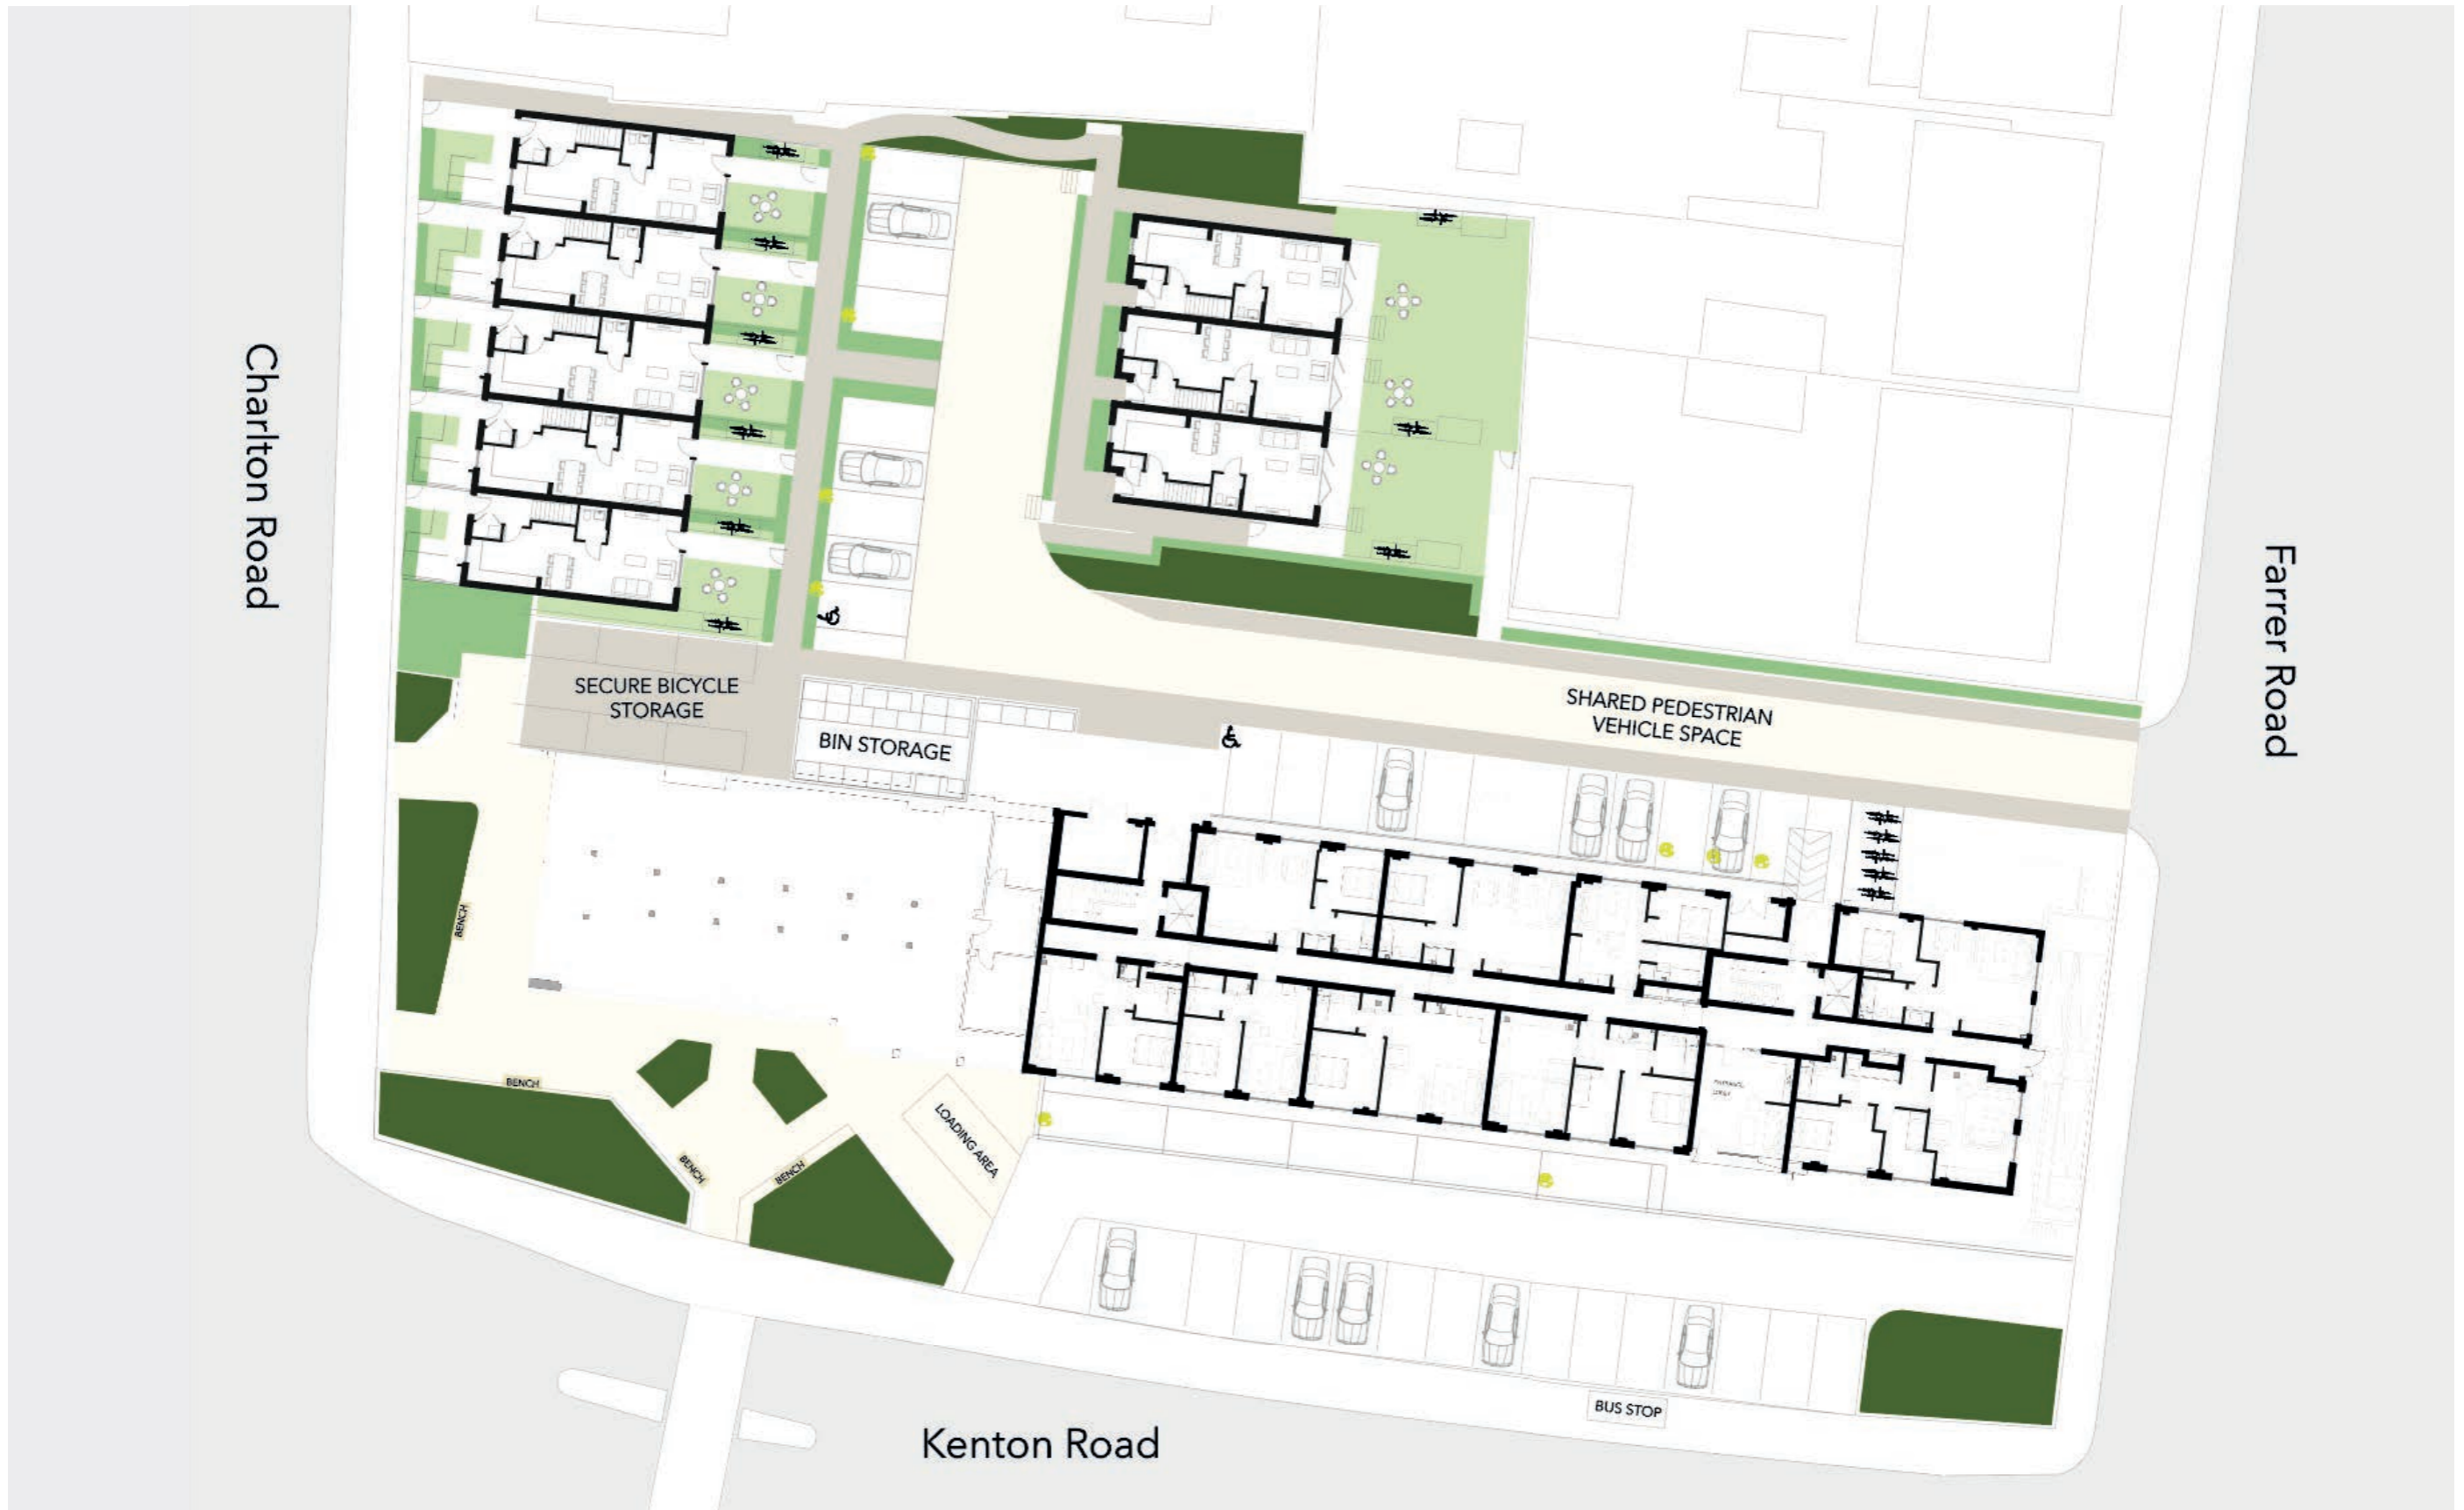 Charlton Road
Farrer Road
SECURE BICYCLE
STORAGE
BIN STORAGE
SHARED PEDESTRIAN
VEHICLE SPACE
BENCH
BENCH
BENCH
BENCH
LOADING AREA
BUS STOP
Kenton Road